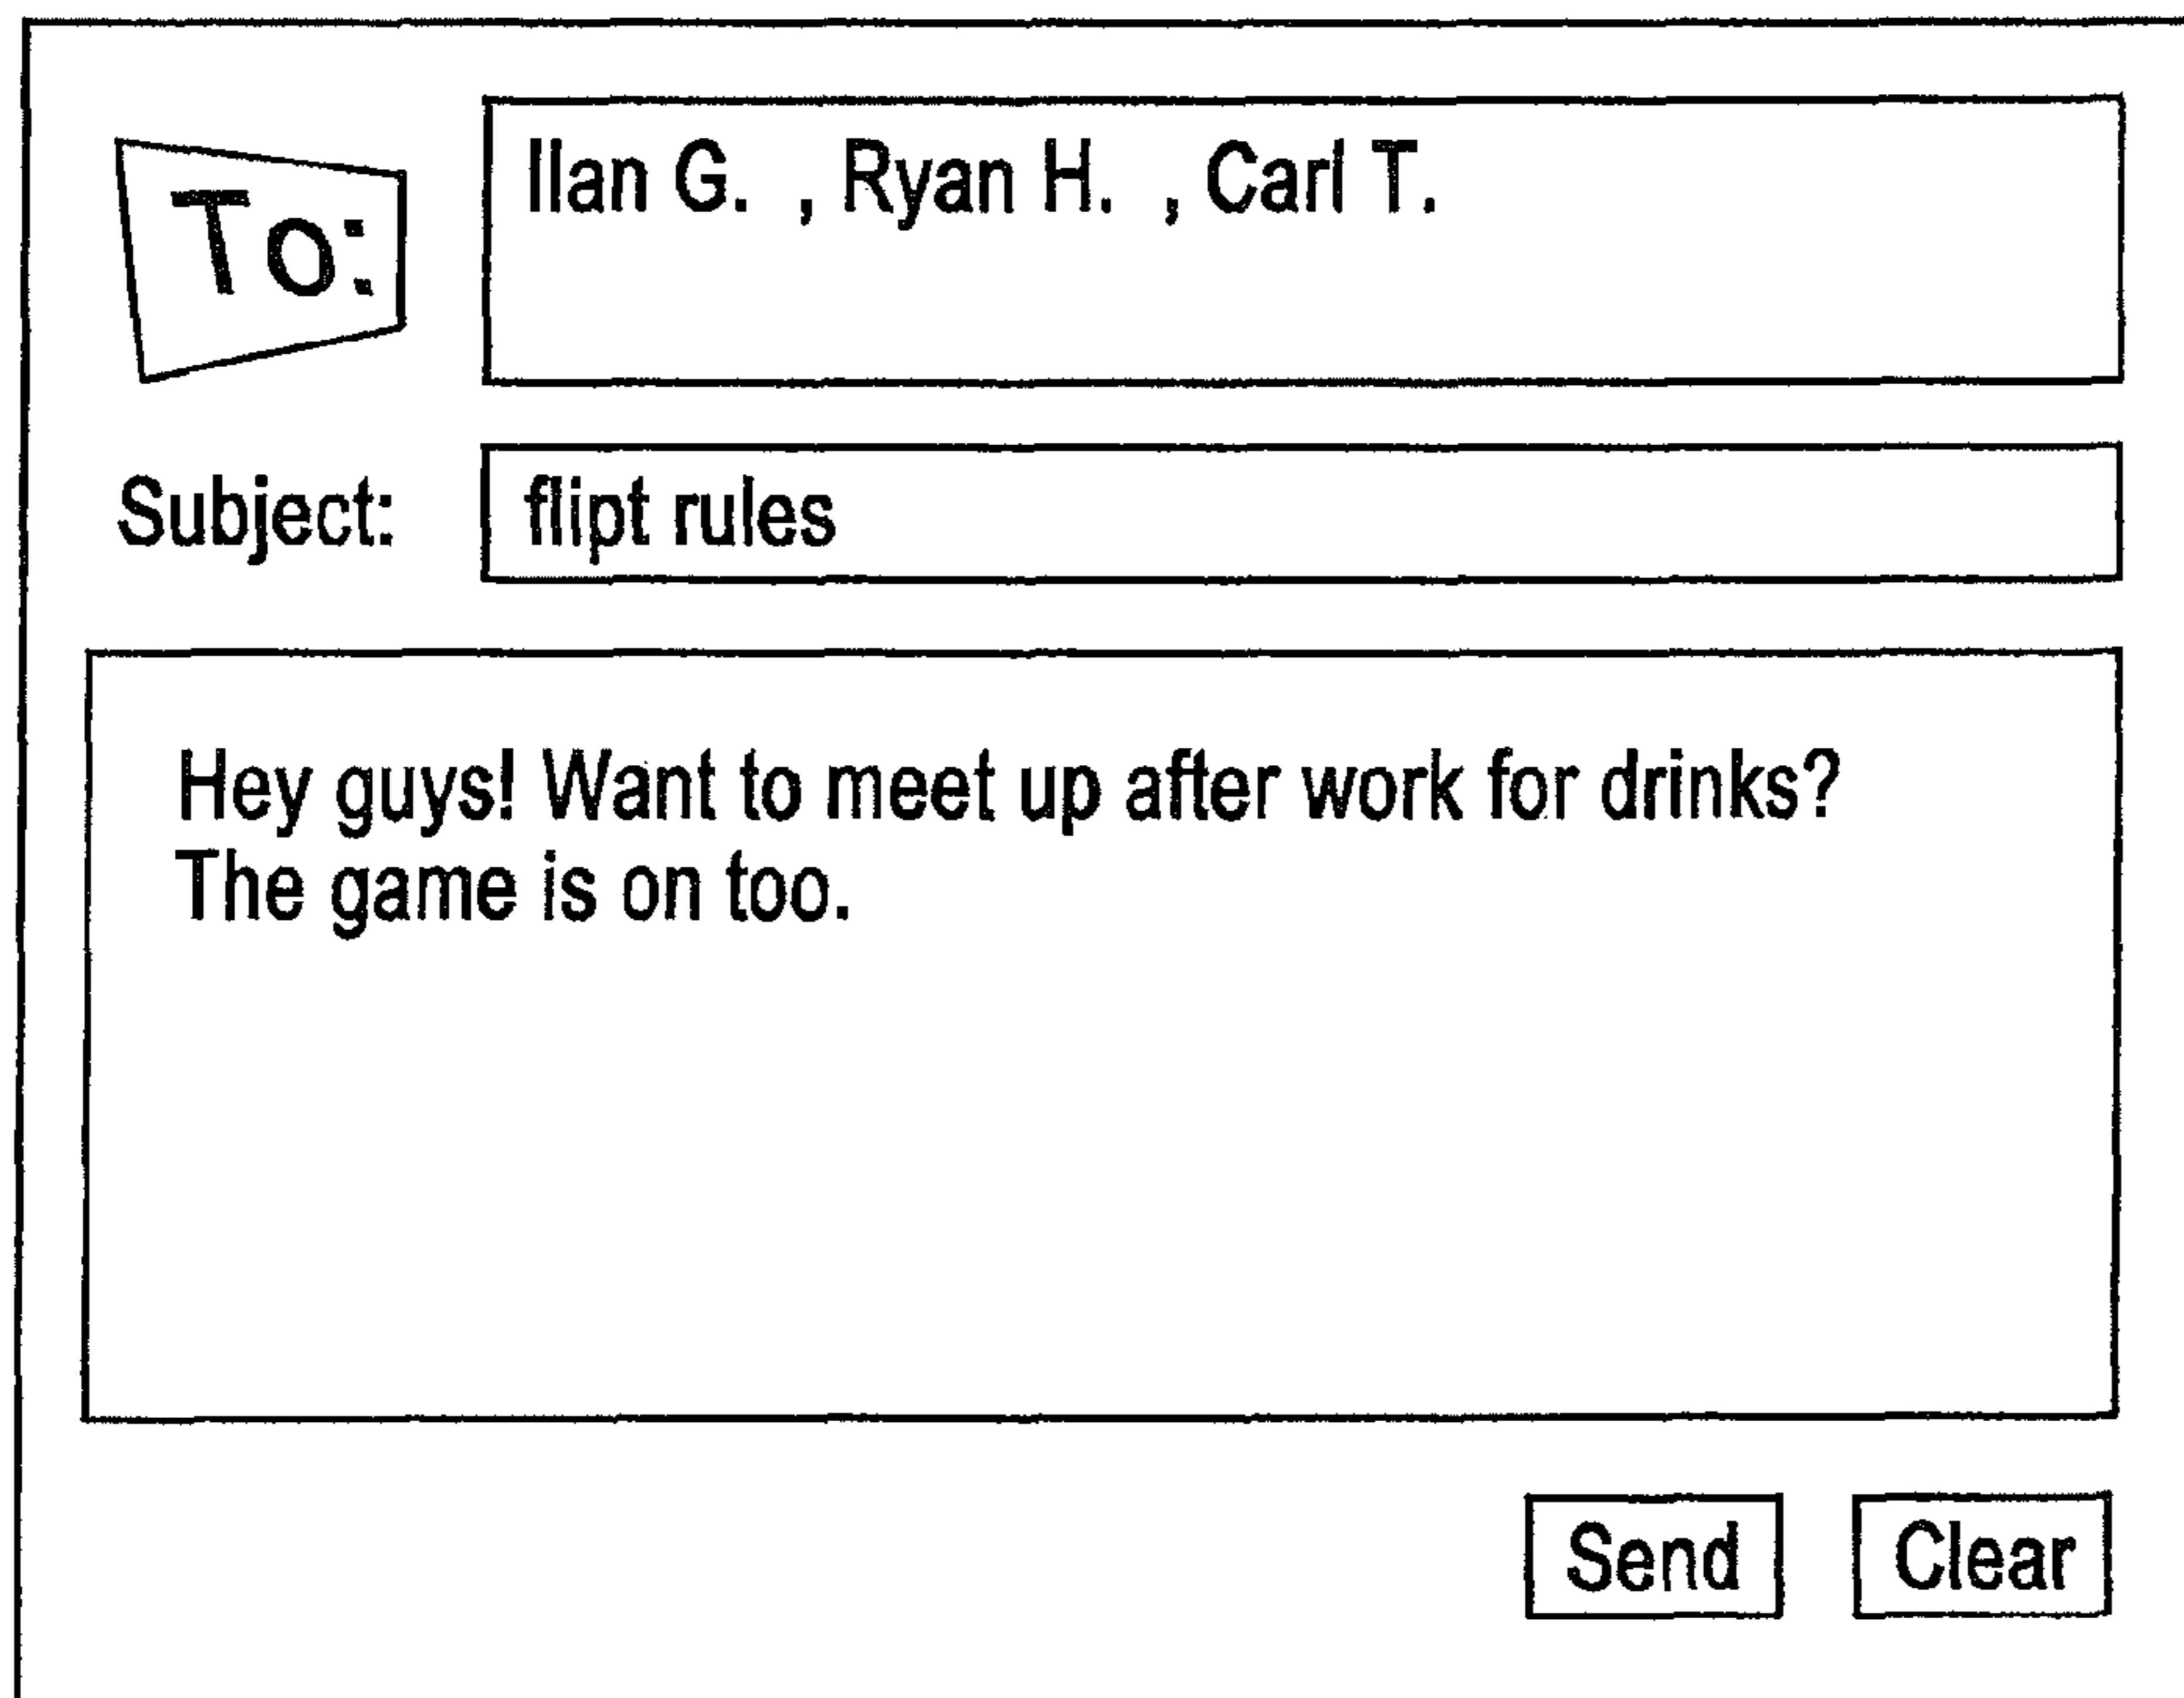 To:
Ilan G. , Ryan H. , Carl T.
Subject: flipt rules
Hey guys! Want to meet up after work for drinks?
The game is on too.
Send Clear